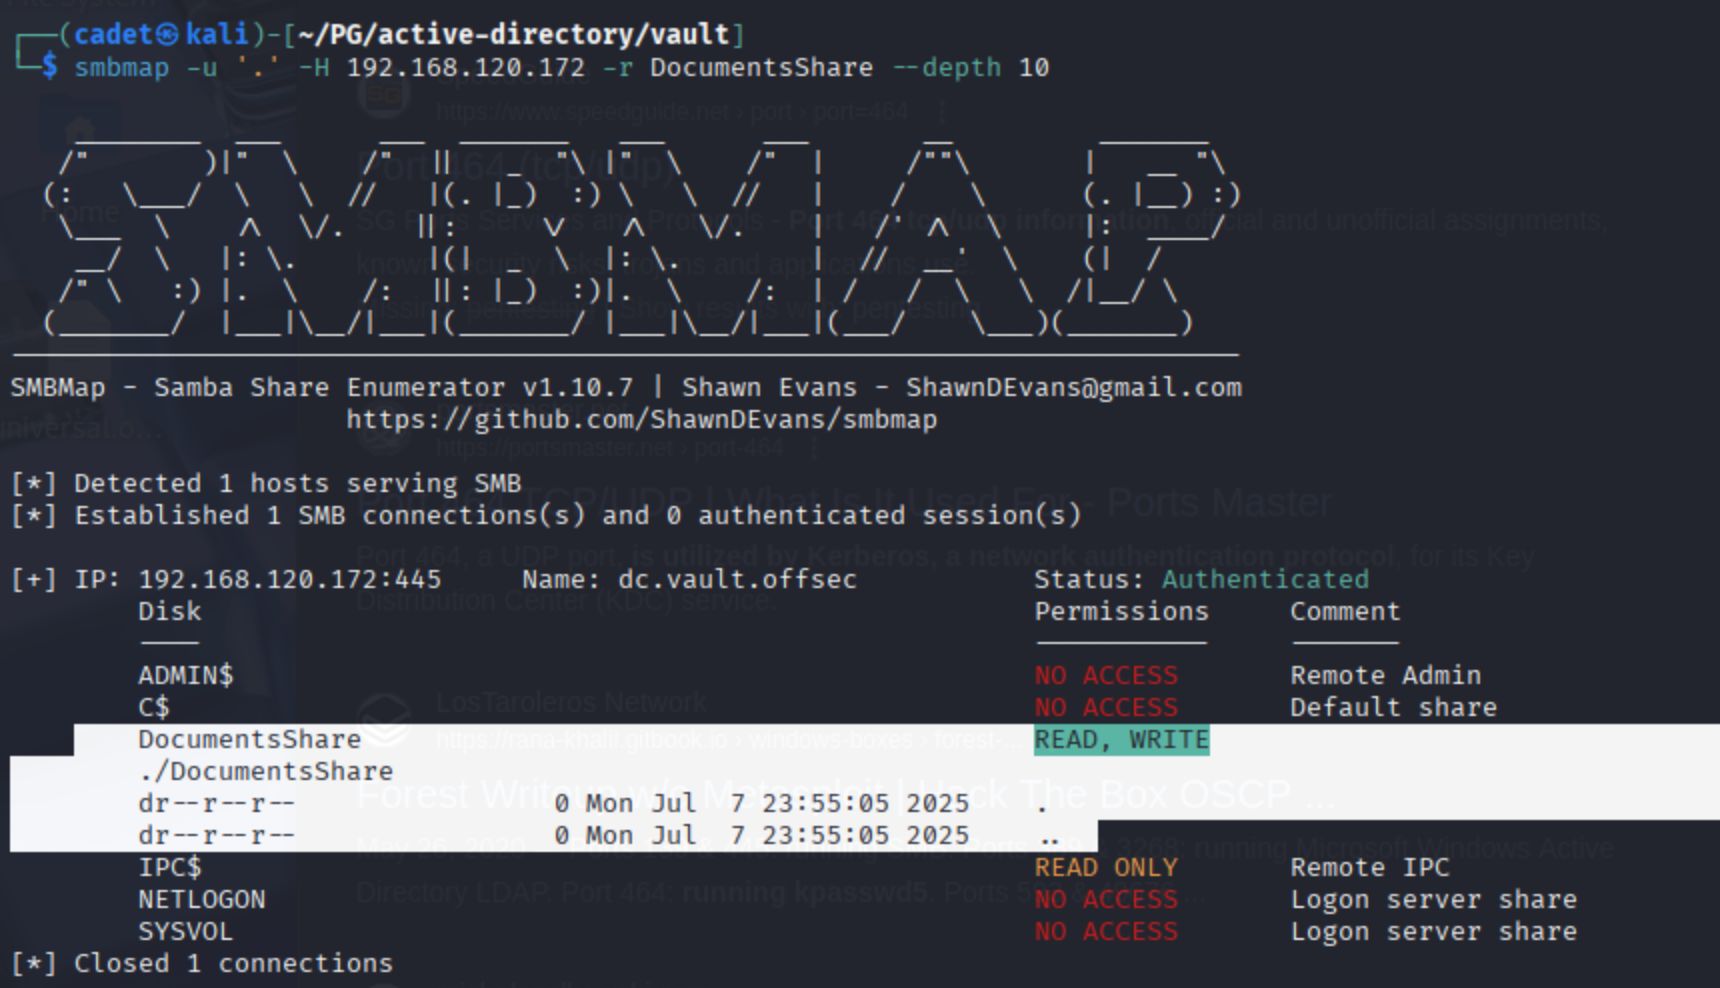 ┌──(cadet㉿kali)-[~/PG/active-directory/vault]
└─$ smbmap -u '.' -H 192.168.120.172 -r DocumentsShare --depth 10
SMBMAP
SMBMap - Samba Share Enumerator v1.10.7 | Shawn Evans - ShawnDEvans@gmail.com
https://github.com/ShawnDEvans/smbmap
[*] Detected 1 hosts serving SMB
[*] Established 1 SMB connections(s) and 0 authenticated session(s)
[+] IP: 192.168.120.172:445 Name: dc.vault.offsec Status: Authenticated
Disk Permissions Comment
---- ----------- -------
ADMIN$ NO ACCESS Remote Admin
C$ NO ACCESS Default share
DocumentsShare READ, WRITE
./DocumentsShare
dr--r--r-- 0 Mon Jul 7 23:55:05 2025 .
dr--r--r-- 0 Mon Jul 7 23:55:05 2025 ..
IPC$ READ ONLY Remote IPC
NETLOGON NO ACCESS Logon server share
SYSVOL NO ACCESS Logon server share
[*] Closed 1 connections